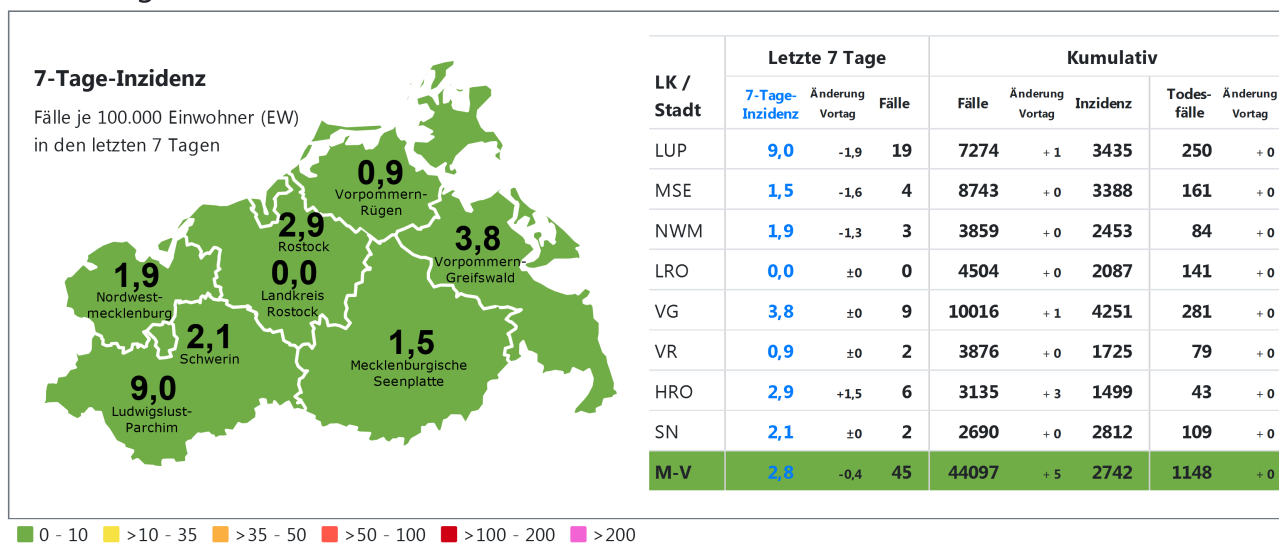 7-Tage-Inzidenz
Fälle je 100.000 Einwohner (EW)
in den letzten 7 Tagen
0,9
Vorpommern-
Rügen
2,9
Rostock
3,8
Vorpommern-
Greifswald
0,0
Landkreis
Rostock
1,9
Nordwest-
mecklenburg
2,1
Schwerin
1,5
Mecklenburgische
Seenplatte
9,0
Ludwigslust-
Parchim
LK /
Stadt
Letzte 7 Tage
Kumulativ
7-Tage-
Inzidenz
Änderung
Vortag
Fälle
Fälle
Änderung
Vortag
Inzidenz
Todes-
fälle
Änderung
Vortag
LUP 9,0 -1,9 19 7274 + 1 3435 250 + 0
MSE 1,5 -1,6 4 8743 + 0 3388 161 + 0
NWM 1,9 -1,3 3 3859 + 0 2453 84 + 0
LRO 0,0 ±0 0 4504 + 0 2087 141 + 0
VG 3,8 ±0 9 10016 + 1 4251 281 + 0
VR 0,9 ±0 2 3876 + 0 1725 79 + 0
HRO 2,9 +1,5 6 3135 + 3 1499 43 + 0
SN 2,1 ±0 2 2690 + 0 2812 109 + 0
M-V 2,8 -0,4 45 44097 + 5 2742 1148 + 0
0 - 10 >10 - 35 >35 - 50 >50 - 100 >100 - 200 >200